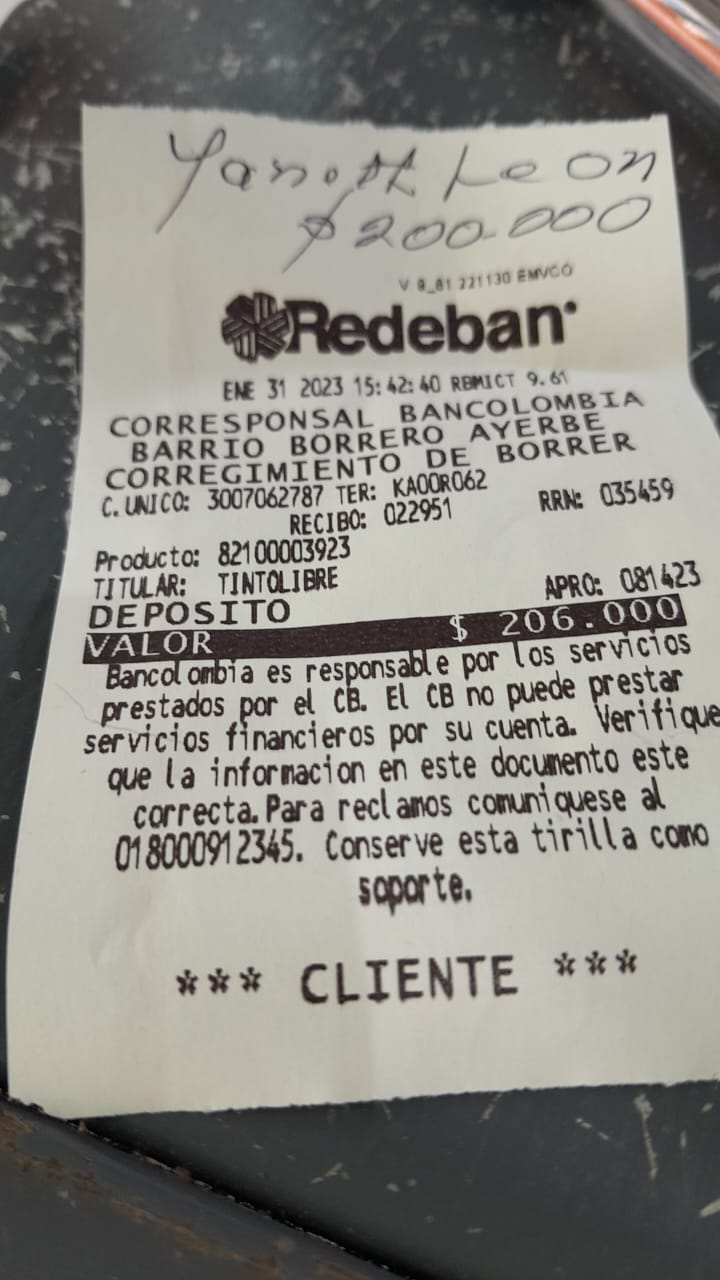 Yaneth Leon
$200.000
V 9_61 221130 EMVCO
Redeban
ENE 31 2023 15:42:40 RBMICT 9.61
CORRESPONSAL BANCOLOMBIA
BARRIO BORRERO AYERBE
CORREGIMIENTO DE BORRER
C. UNICO: 3007062787 TER: KA00R062
RECIBO: 022951 RRN: 035459
Producto: 82100003923
TITULAR: TINTOLIBRE
DEPOSITO APRO: 081423
VALOR $ 206.000
Bancolombia es responsable por los servicios
prestados por el CB. El CB no puede prestar
servicios financieros por su cuenta. Verifique
que la informacion en este documento este
correcta.Para reclamos comuniquese al
018000912345. Conserve esta tirilla como
soporte.
*** CLIENTE ***